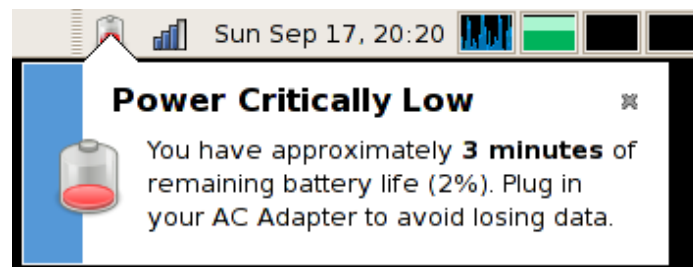 Sun Sep 17, 20:20
Power Critically Low
You have approximately 3 minutes of
remaining battery life (2%). Plug in
your AC Adapter to avoid losing data.